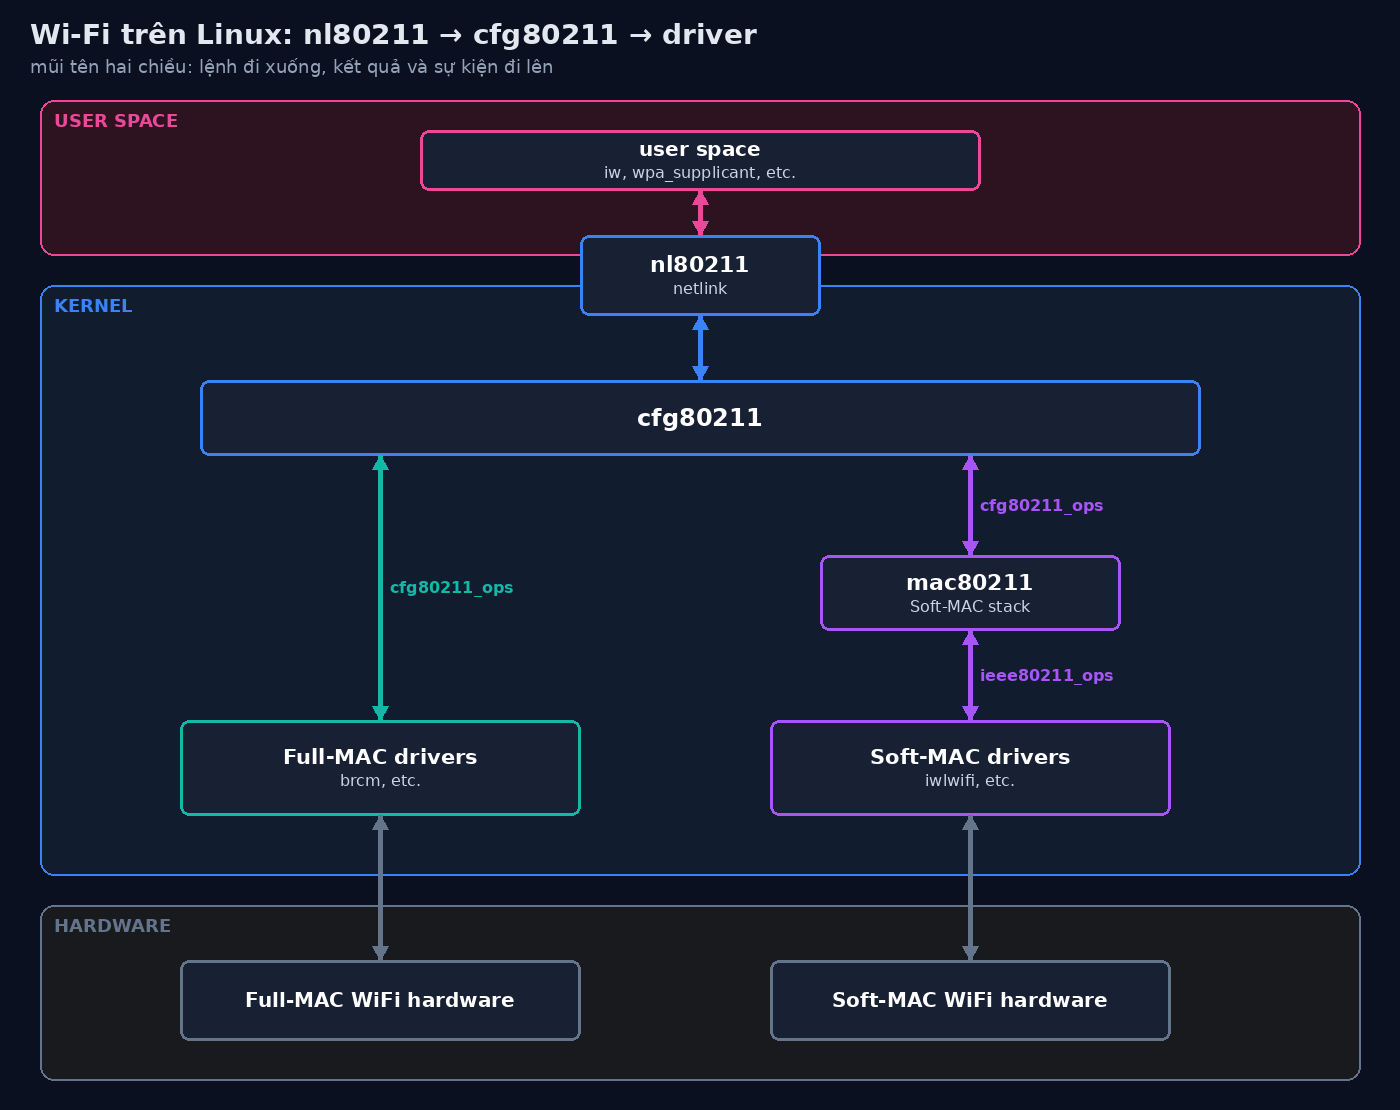 Wi-Fi trên Linux: nl80211 → cfg80211 → driver
mũi tên hai chiều: lệnh đi xuống, kết quả và sự kiện đi lên
USER SPACE
user space
iw, wpa_supplicant, etc.
nl80211
netlink
KERNEL
cfg80211
cfg80211_ops
cfg80211_ops
mac80211
Soft-MAC stack
ieee80211_ops
Full-MAC drivers
brcm, etc.
Soft-MAC drivers
iwlwifi, etc.
HARDWARE
Full-MAC WiFi hardware
Soft-MAC WiFi hardware